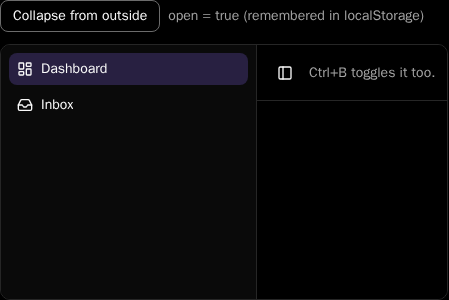 Collapse from outside open = true (remembered in localStorage)
Dashboard
Ctrl+B toggles it too.
Inbox